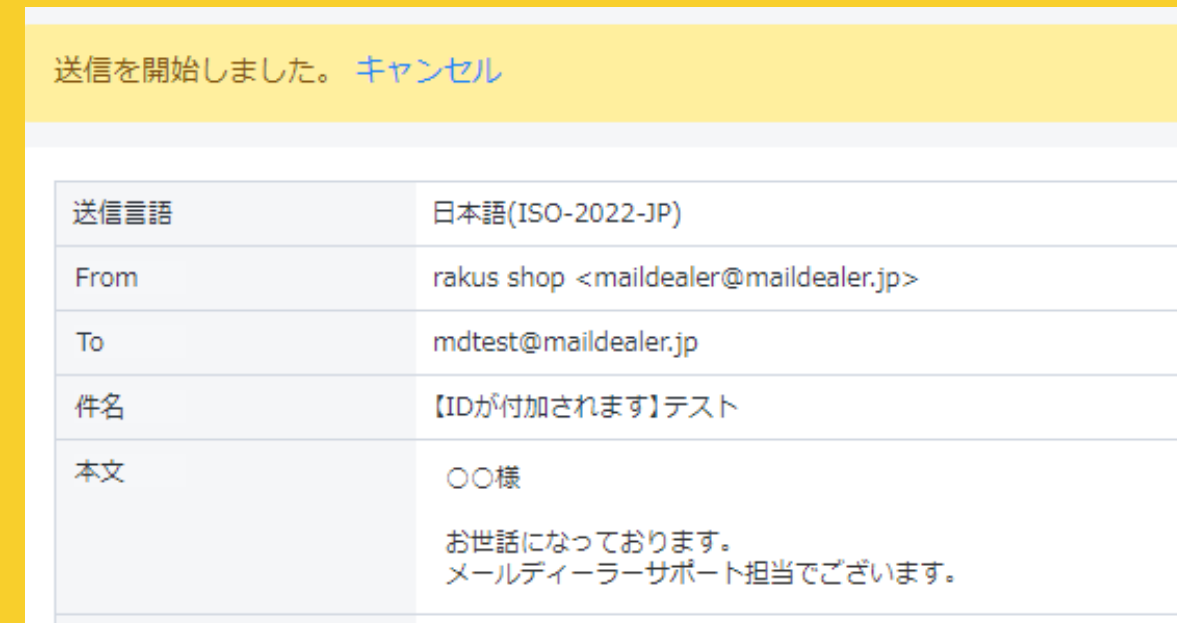 送信を開始しました。 キャンセル
送信言語 日本語(ISO-2022-JP)
From rakus shop <maildealer@maildealer.jp>
To mdtest@maildealer.jp
件名 【IDが付加されます】テスト
本文 〇〇様
お世話になっております。
メールディーラーサポート担当でございます。